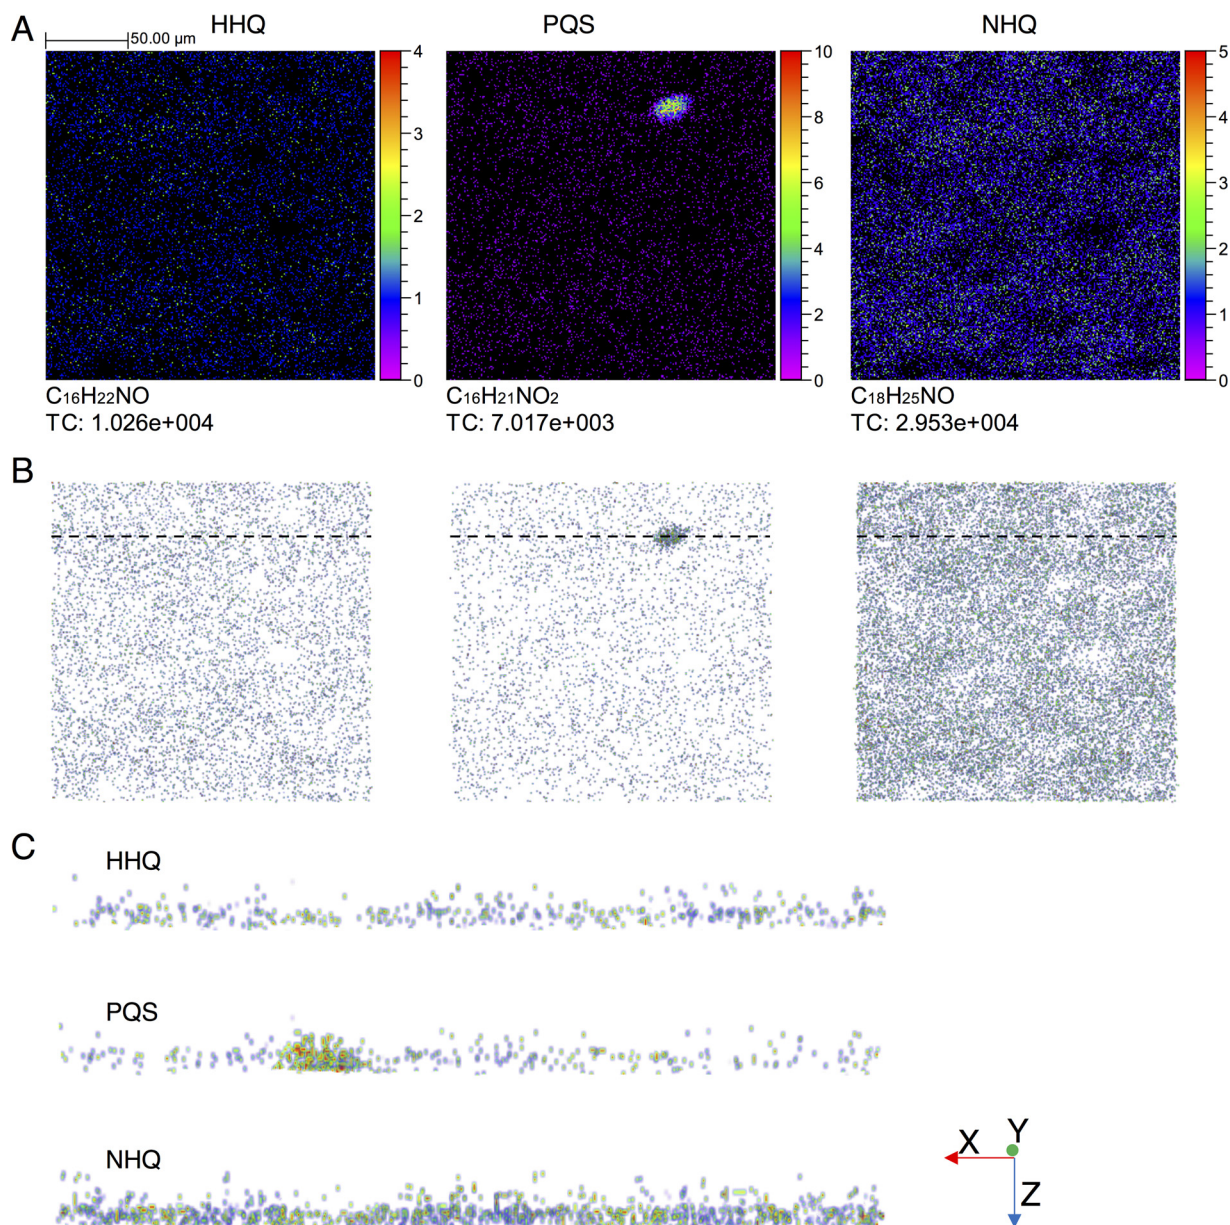 A
HHQ
PQS
NHQ
50.00 µm
4
3
2
1
0
10
8
6
4
2
0
5
4
3
2
1
0
C₁₆H₂₂NO
TC: 1.026e+004
C₁₆H₂₁NO₂
TC: 7.017e+003
C₁₈H₂₅NO
TC: 2.953e+004
B
C
HHQ
PQS
NHQ
X
Y
Z